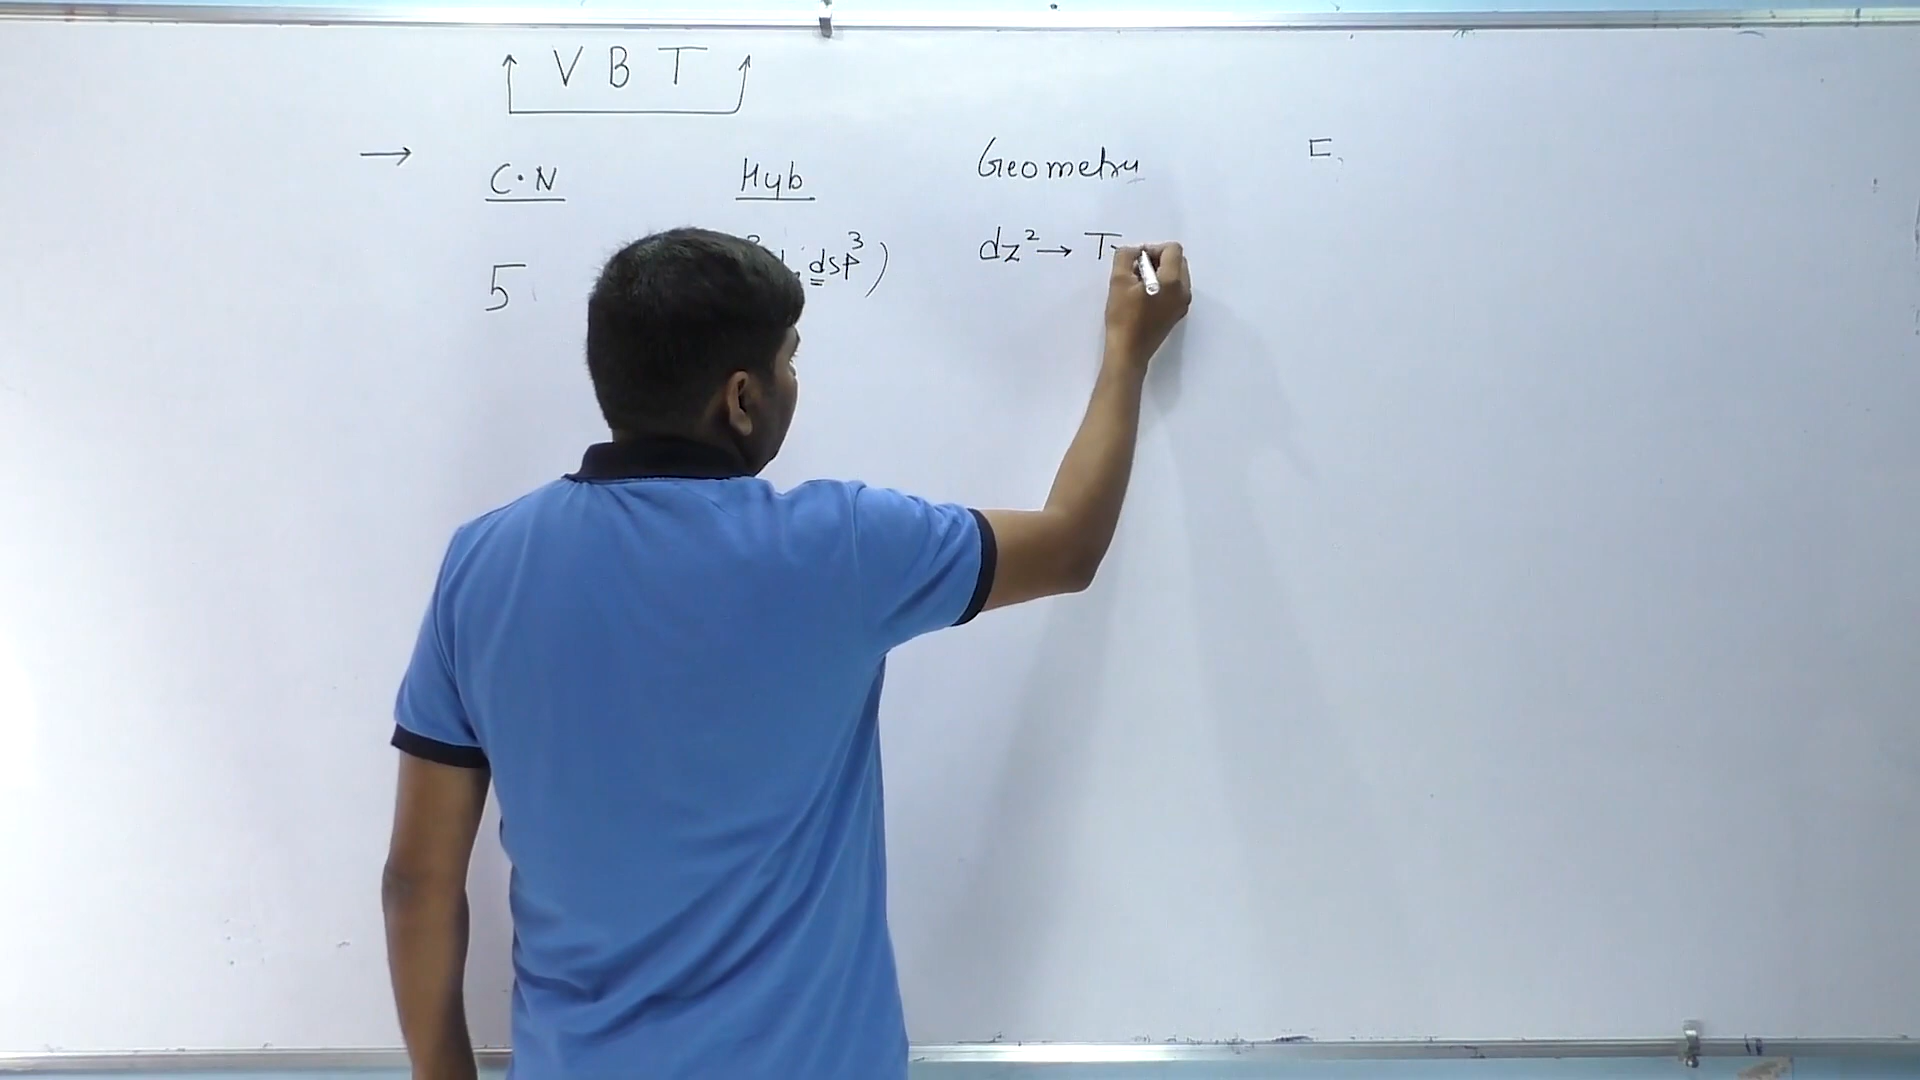 VBT
→ C.N Hyb Geometry E.
5 dsp³) dz² → T